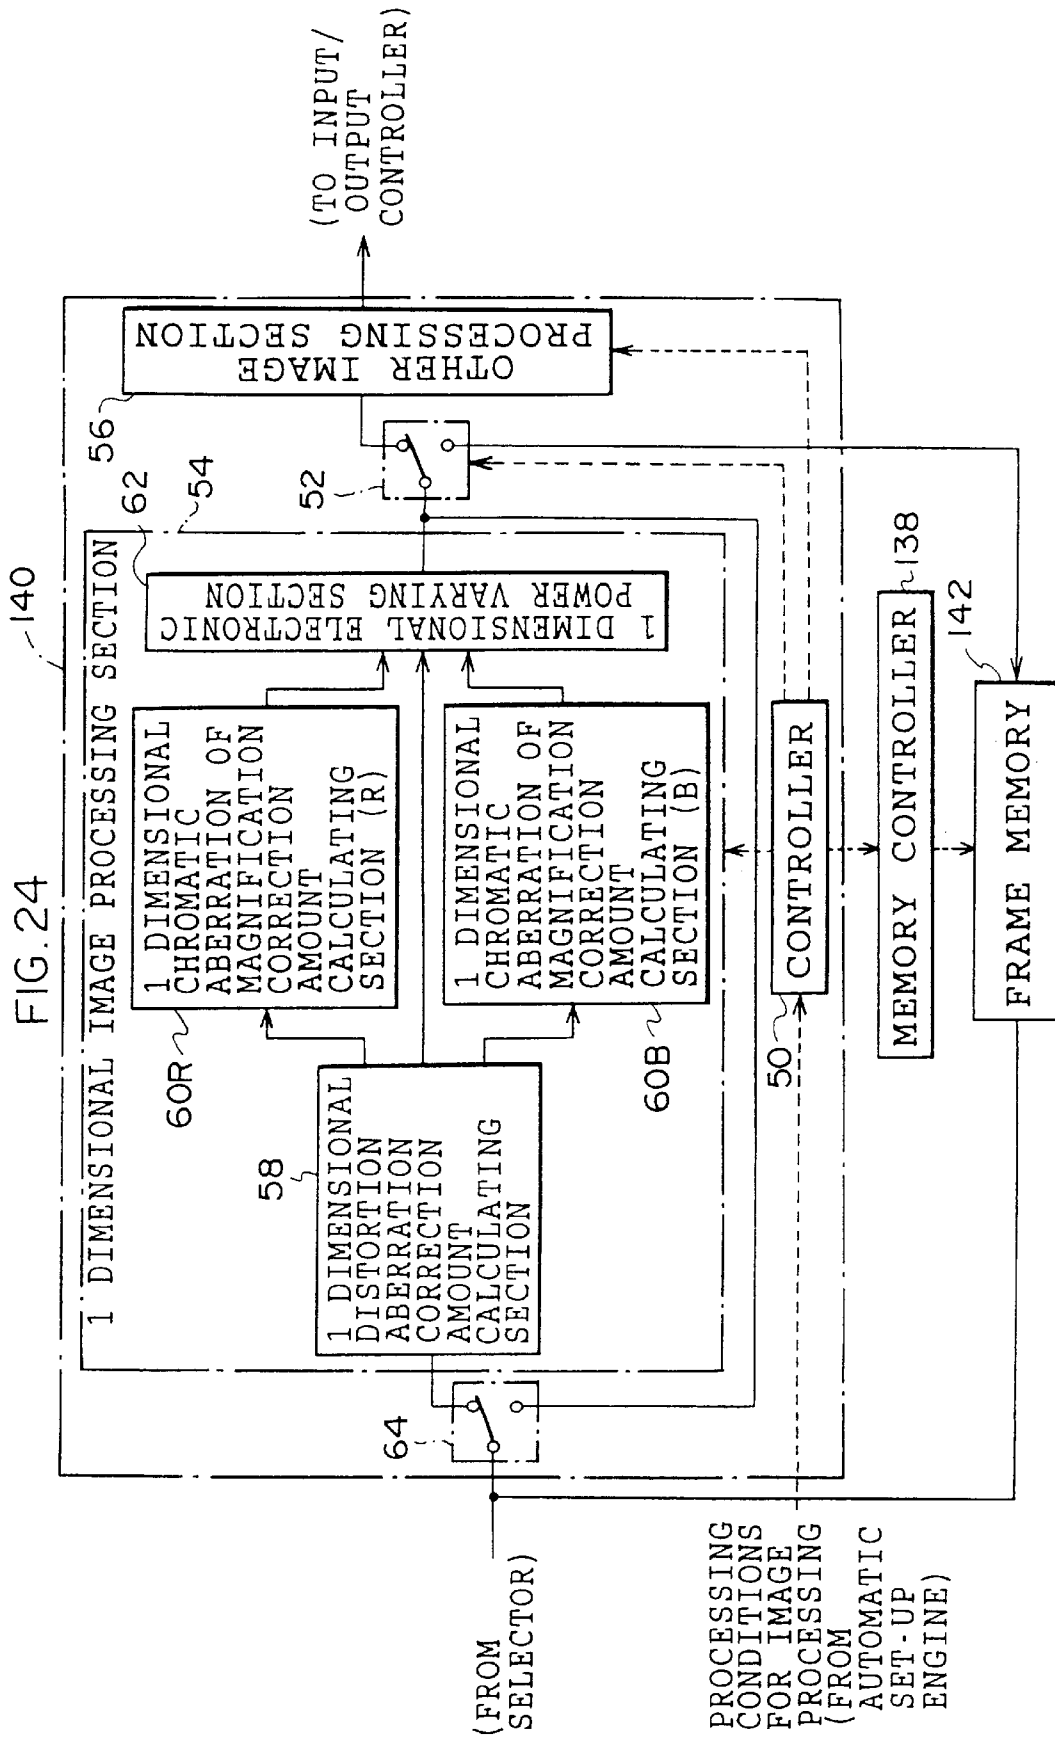 FIG.24
140
1 DIMENSIONAL IMAGE PROCESSING SECTION
54
62
56
58
1 DIMENSIONAL
DISTORTION
ABERRATION
CORRECTION
AMOUNT
CALCULATING
SECTION
60R
1 DIMENSIONAL
CHROMATIC
ABERRATION OF
MAGNIFICATION
CORRECTION
AMOUNT
CALCULATING
SECTION (R)
60B
1 DIMENSIONAL
CHROMATIC
ABERRATION OF
MAGNIFICATION
CORRECTION
AMOUNT
CALCULATING
SECTION (B)
1 DIMENSIONAL ELECTRONIC
POWER VARYING SECTION
52
OTHER IMAGE
PROCESSING SECTION
(TO INPUT/
OUTPUT
CONTROLLER)
64
(FROM
SELECTOR)
50
CONTROLLER
PROCESSING
CONDITIONS
FOR IMAGE
PROCESSING
(FROM
AUTOMATIC
SET-UP
ENGINE)
MEMORY CONTROLLER
138
142
FRAME MEMORY